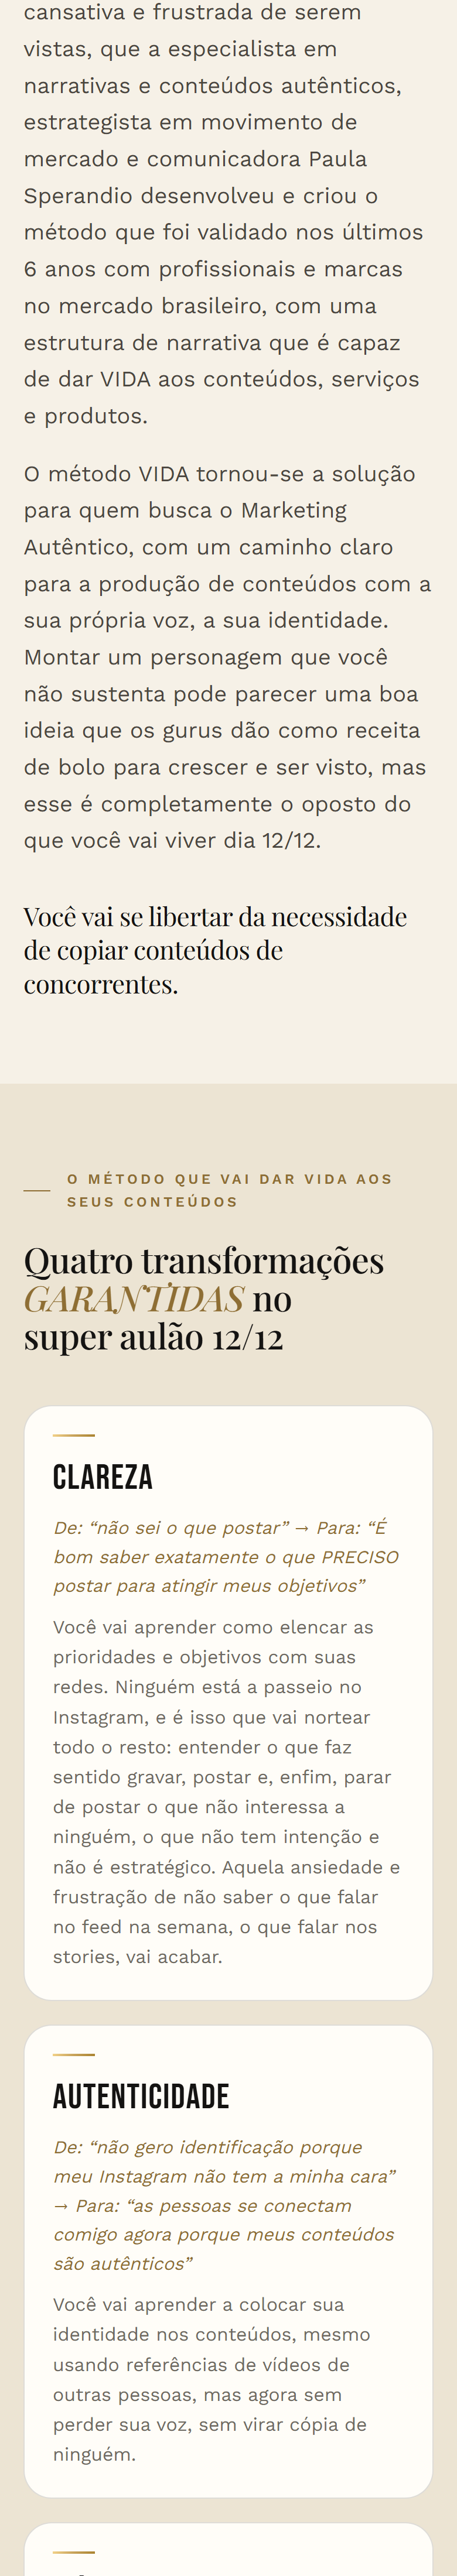 cansativa e frustrada de serem
vistas, que a especialista em
narrativas e conteúdos autênticos,
estrategista em movimento de
mercado e comunicadora Paula
Sperandio desenvolveu e criou o
método que foi validado nos últimos
6 anos com profissionais e marcas
no mercado brasileiro, com uma
estrutura de narrativa que é capaz
de dar VIDA aos conteúdos, serviços
e produtos.
O método VIDA tornou-se a solução
para quem busca o Marketing
Autêntico, com um caminho claro
para a produção de conteúdos com a
sua própria voz, a sua identidade.
Montar um personagem que você
não sustenta pode parecer uma boa
ideia que os gurus dão como receita
de bolo para crescer e ser visto, mas
esse é completamente o oposto do
que você vai viver dia 12/12.
Você vai se libertar da necessidade
de copiar conteúdos de
concorrentes.
O MÉTODO QUE VAI DAR VIDA AOS
SEUS CONTEÚDOS
Quatro transformações
GARANTIDAS no
super aulão 12/12
CLAREZA
De: “não sei o que postar” → Para: “É
bom saber exatamente o que PRECISO
postar para atingir meus objetivos”
Você vai aprender como elencar as
prioridades e objetivos com suas
redes. Ninguém está a passeio no
Instagram, e é isso que vai nortear
todo o resto: entender o que faz
sentido gravar, postar e, enfim, parar
de postar o que não interessa a
ninguém, o que não tem intenção e
não é estratégico. Aquela ansiedade e
frustração de não saber o que falar
no feed na semana, o que falar nos
stories, vai acabar.
AUTENTICIDADE
De: “não gero identificação porque
meu Instagram não tem a minha cara”
→ Para: “as pessoas se conectam
comigo agora porque meus conteúdos
são autênticos”
Você vai aprender a colocar sua
identidade nos conteúdos, mesmo
usando referências de vídeos de
outras pessoas, mas agora sem
perder sua voz, sem virar cópia de
ninguém.